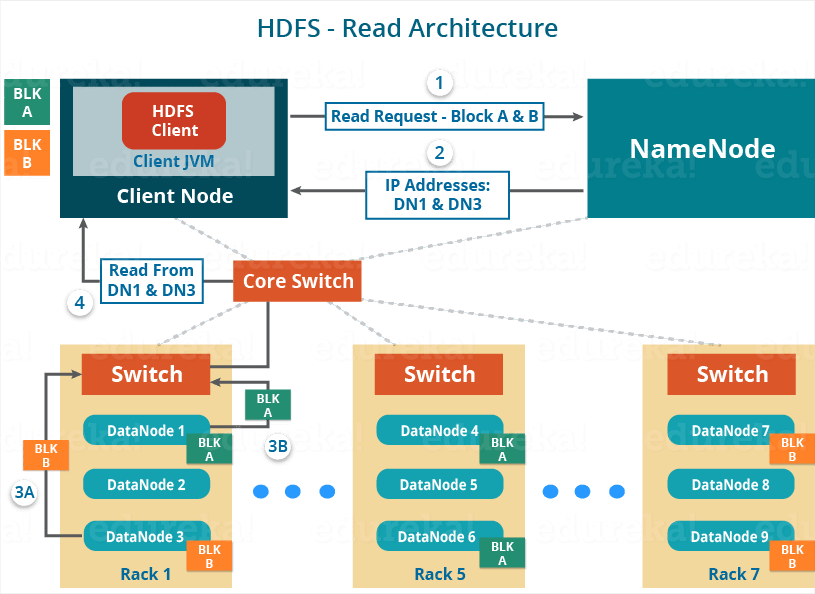 HDFS - Read Architecture
BLK
A
BLK
B
HDFS
Client
Client JVM
Client Node
1
Read Request - Block A & B
2
IP Addresses:
DN1 & DN3
NameNode
Read From
DN1 & DN3
4
Core Switch
Switch
DataNode 1
BLK
A
DataNode 2
DataNode 3
BLK
B
Rack 1
BLK
B
3A
BLK
A
3B
Switch
DataNode 4
BLK
A
DataNode 5
DataNode 6
BLK
A
Rack 5
Switch
DataNode 7
BLK
B
DataNode 8
DataNode 9
BLK
B
Rack 7
edureka!